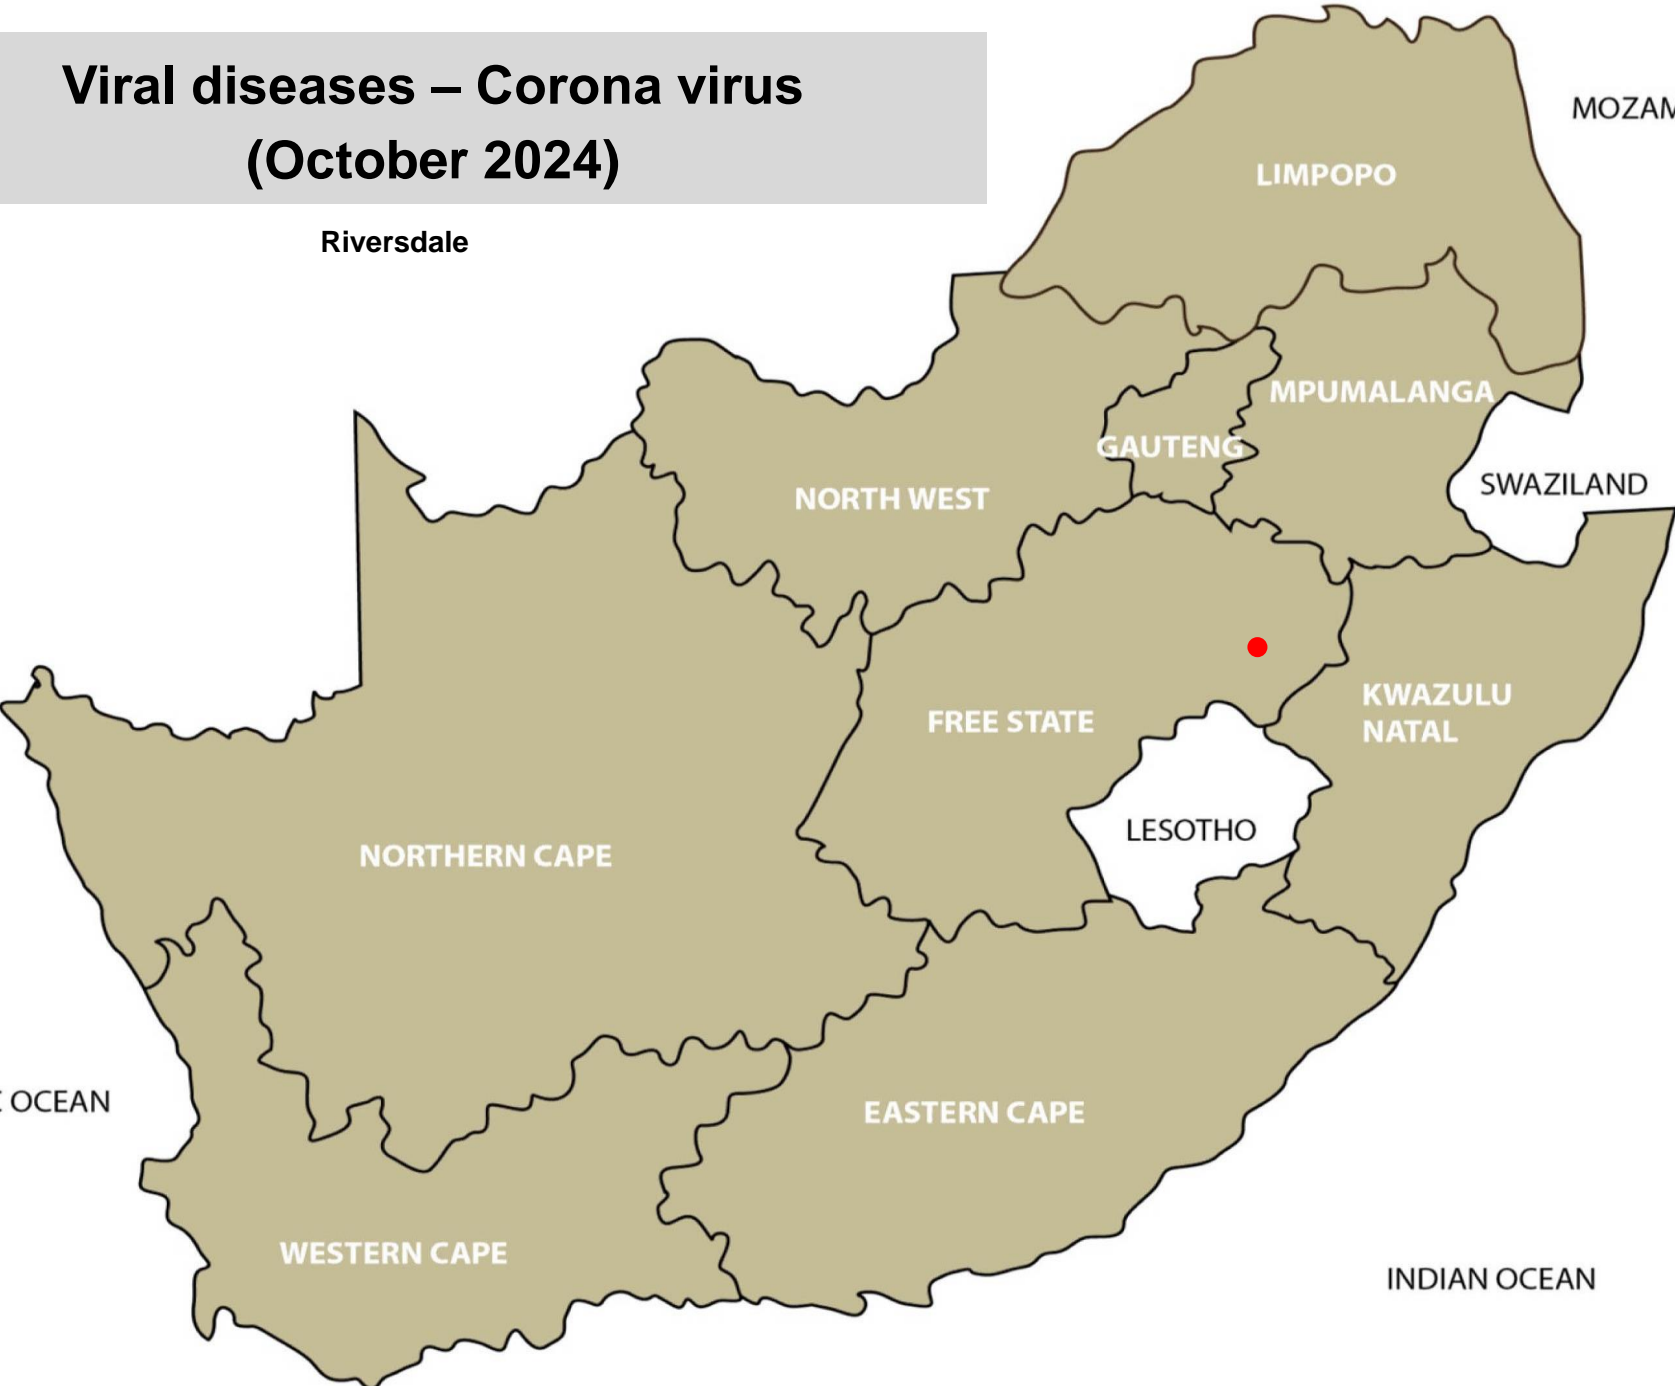 Viral diseases – Corona virus
(October 2024)
Riversdale
MOZAM
LIMPOPO
MPUMALANGA
GAUTENG
SWAZILAND
NORTH WEST
KWAZULU
NATAL
FREE STATE
LESOTHO
NORTHERN CAPE
OCEAN
EASTERN CAPE
WESTERN CAPE
INDIAN OCEAN